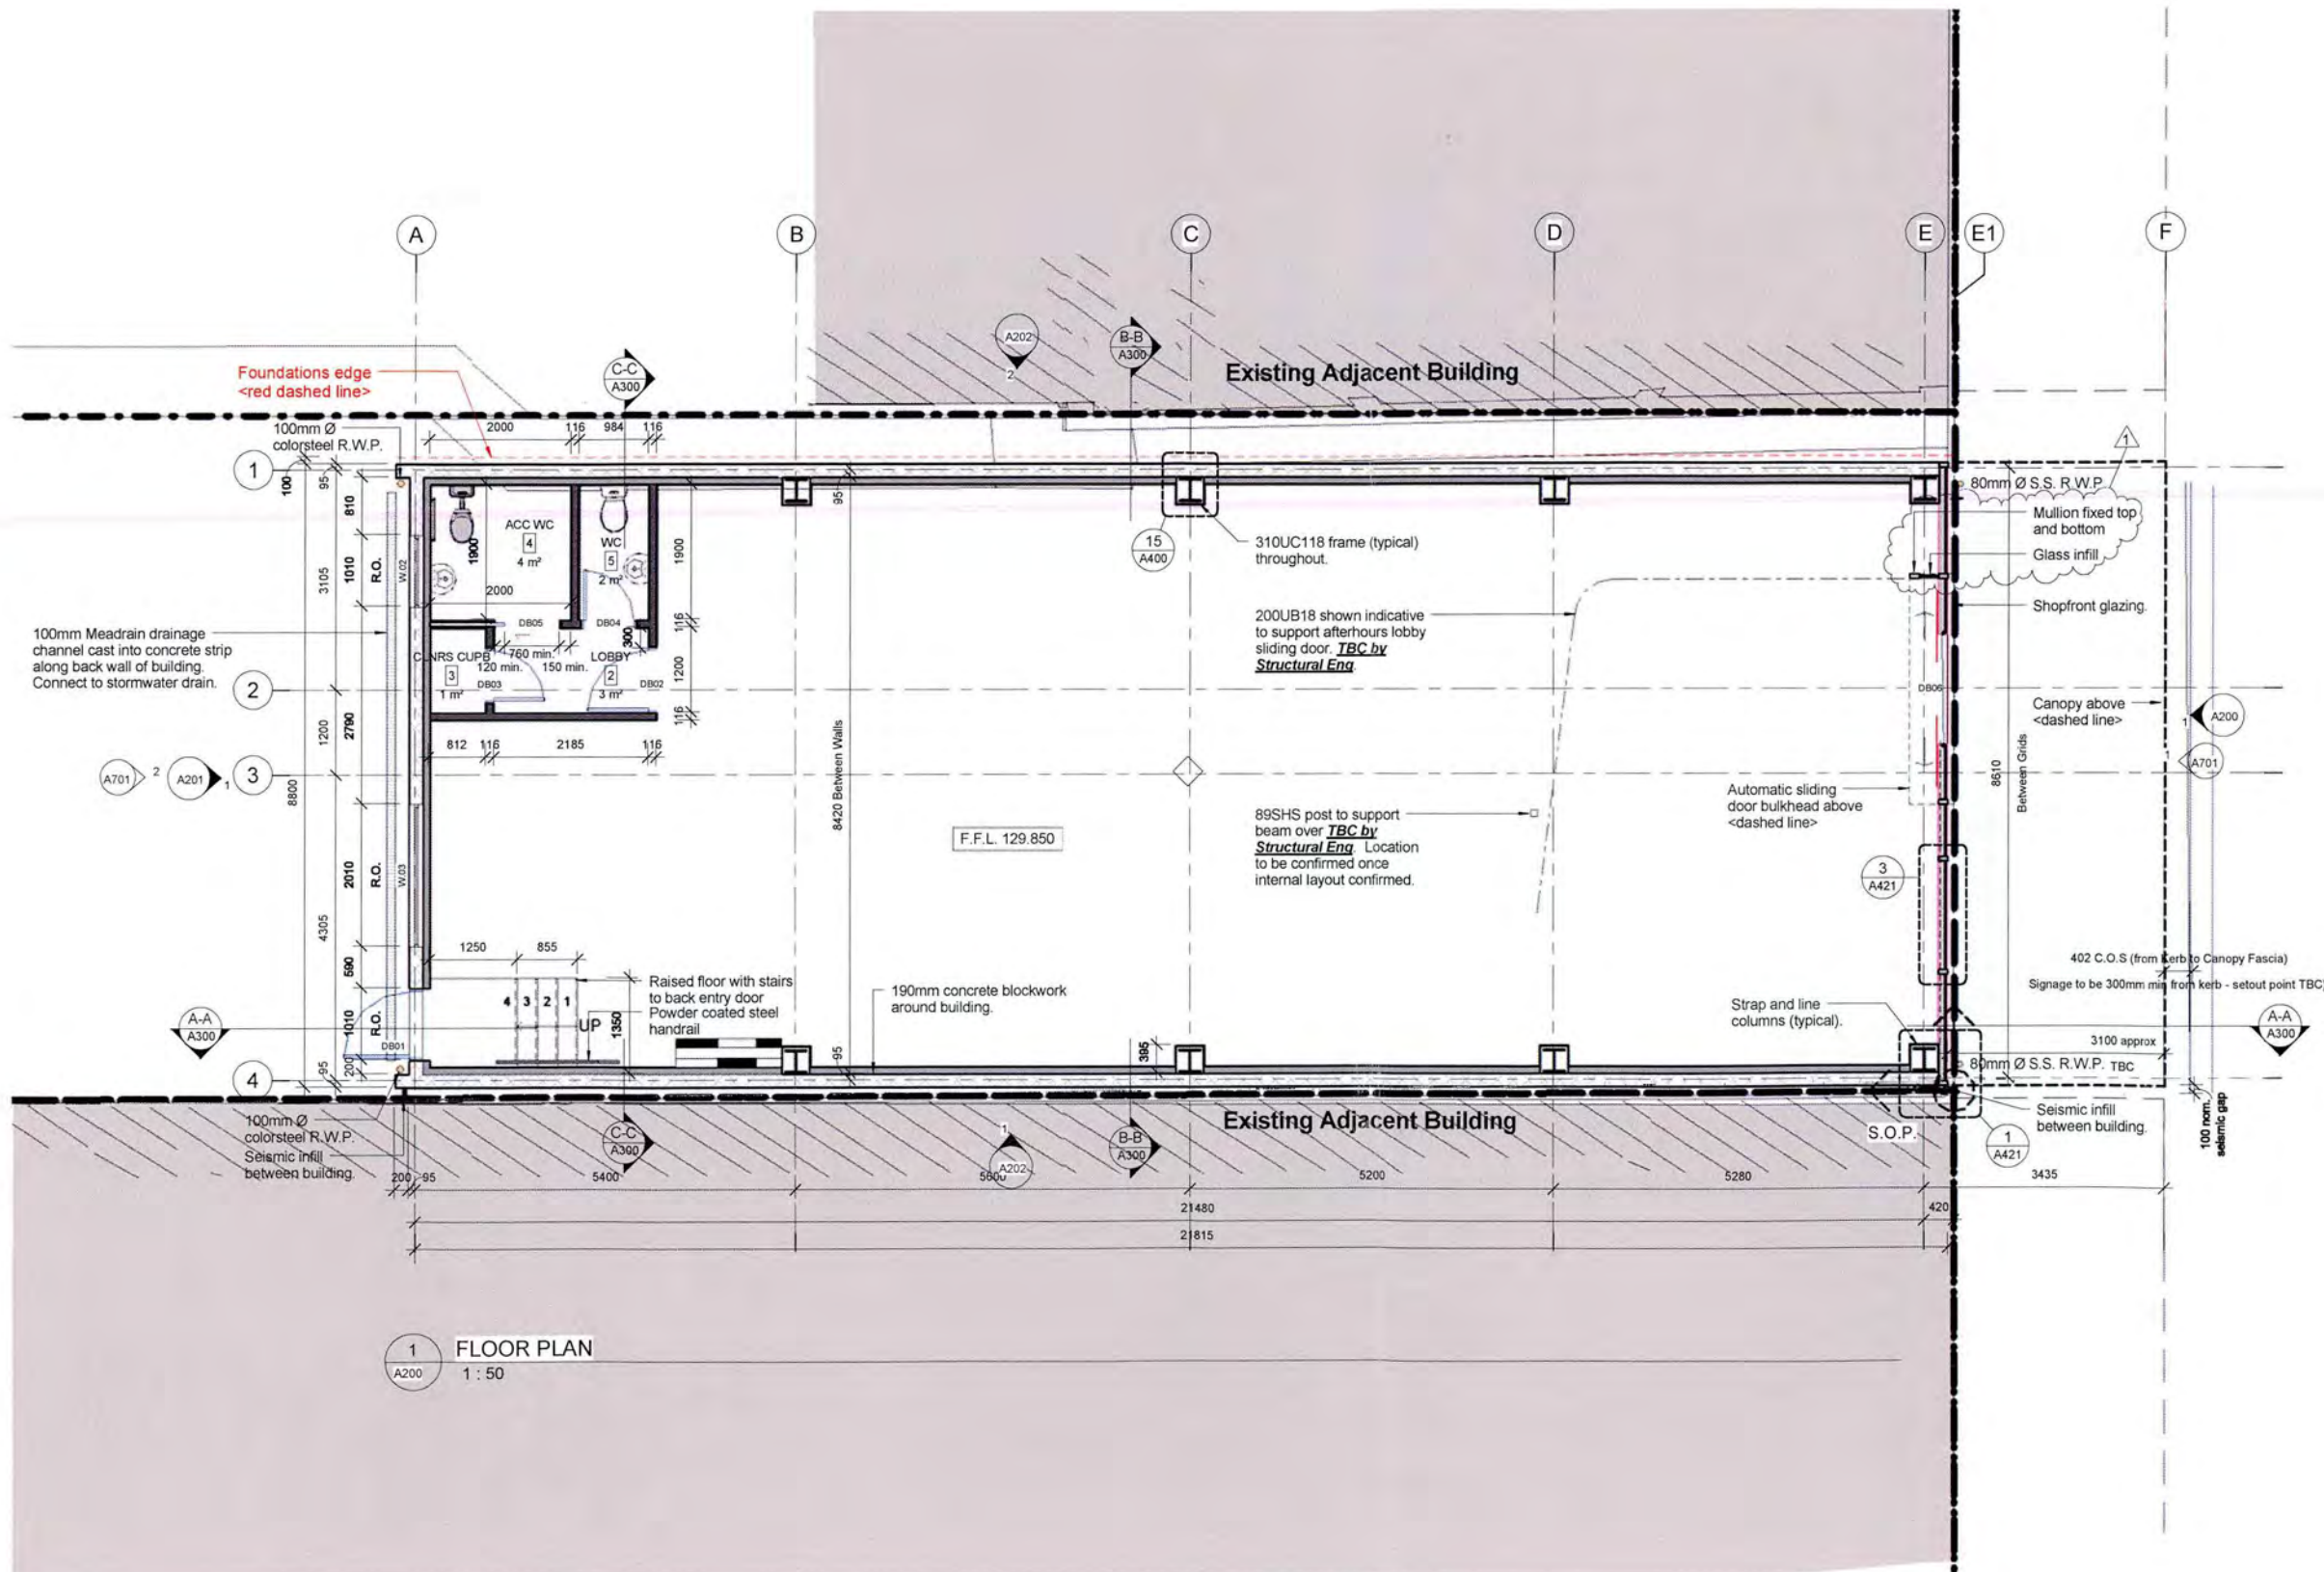 A
B
C
D
E
E1
F
Existing Adjacent Building
Foundations edge
<red dashed line>
C-C
A300
A202
2
B-B
A300
100mm Ø
colorsteel R.W.P.
2000
116
984
116
1
1
100
95
95
80mm Ø S.S. R.W.P.
Mullion fixed top
and bottom
Glass infill
Shopfront glazing.
810
1010
R.O.
W.02
3105
1900
ACC WC
4
4 m²
WC
5
2 m²
1900
2000
15
A400
310UC118 frame (typical)
throughout.
200UB18 shown indicative
to support afterhours lobby
sliding door. TBC by
Structural Eng.
100mm Meadrain drainage
channel cast into concrete strip
along back wall of building.
Connect to stormwater drain.
DB05
DB04
116
300
CLNRS CUPB
760 min.
120 min.
150 min.
LOBBY
3
1 m²
DB03
2
3 m²
DB02
1200
116
DB06
2
Canopy above
<dashed line>
1
A200
A701
1200
2790
812
116
2185
116
8420 Between Walls
8610
Between Grids
A701
2
A201
1
3
8800
Automatic sliding
door bulkhead above
<dashed line>
89SHS post to support
beam over TBC by
Structural Eng. Location
to be confirmed once
internal layout confirmed.
F.F.L. 129.850
3
A421
2010
R.O.
W.03
4305
590
1250
855
402 C.O.S (from kerb to Canopy Fascia)
Signage to be 300mm min from kerb - setout point TBC
Raised floor with stairs
to back entry door
Powder coated steel
handrail
4
3
2
1
UP
1350
190mm concrete blockwork
around building.
Strap and line
columns (typical).
A-A
A300
A-A
A300
1010
R.O.
DB01
95
395
3100 approx
80mm Ø S.S. R.W.P. TBC
4
95
200
100mm Ø
colorsteel R.W.P.
Seismic infill
between building.
C-C
A300
1
A202
B-B
A300
Existing Adjacent Building
S.O.P.
1
A421
Seismic infill
between building.
100 nom.
seismic gap
200
95
5400
5600
5200
5280
3435
21480
420
21815
1
A200
FLOOR PLAN
1 : 50